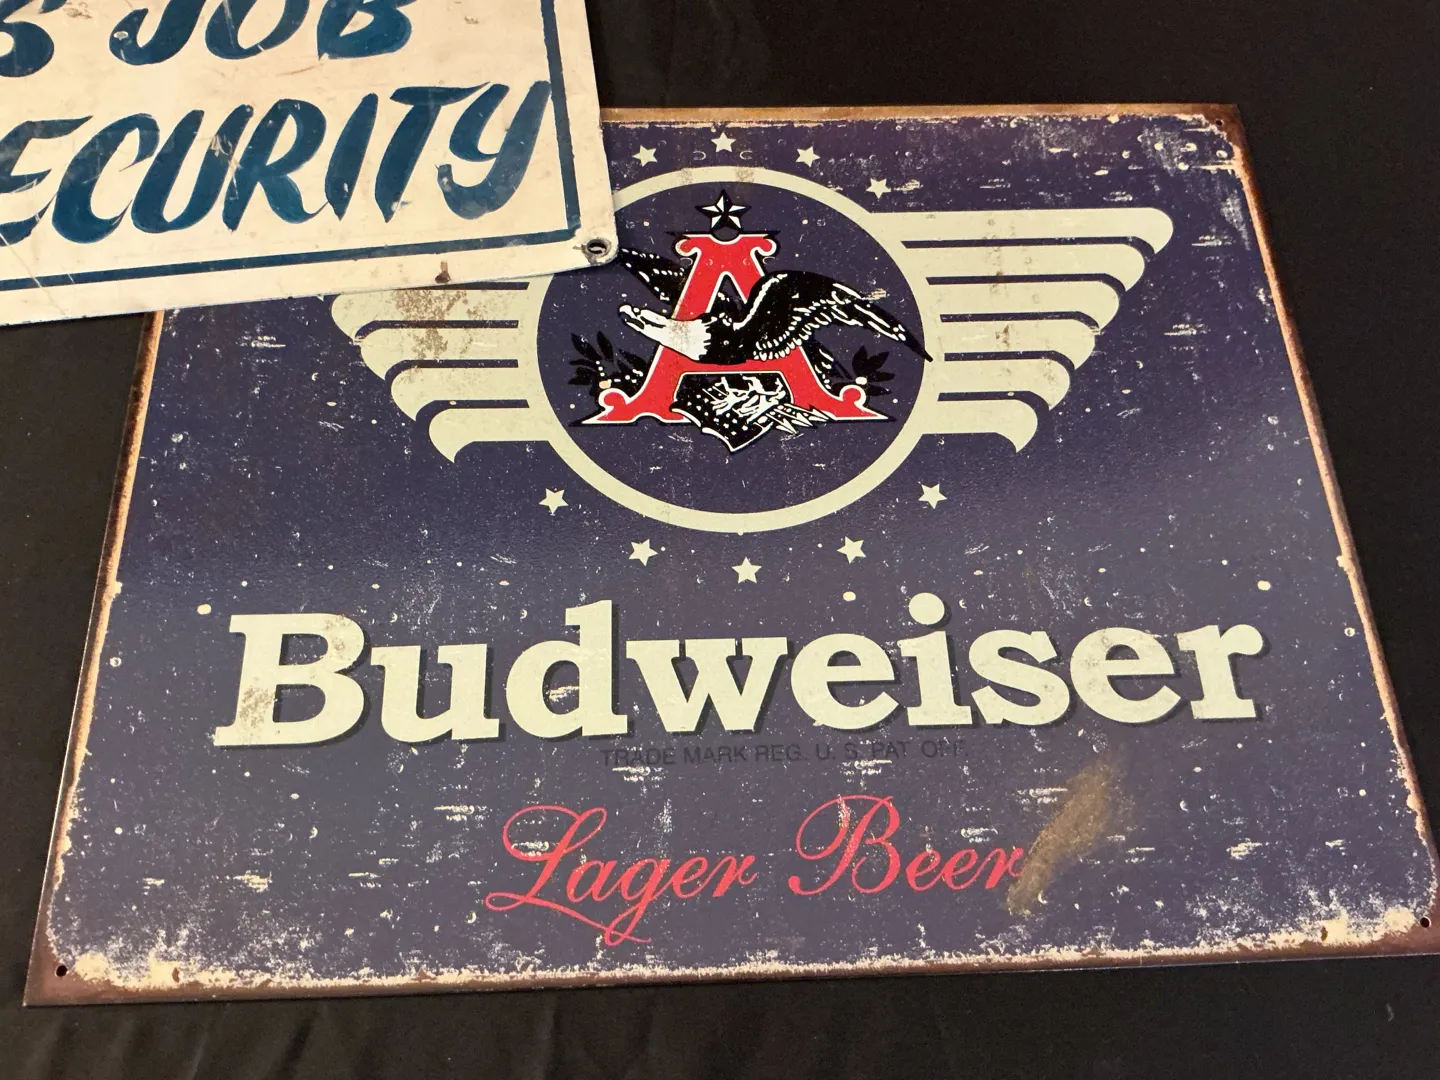 S JOB
ECURITY
A
Budweiser
TRADE MARK REG. U. S. PAT. OFF.
Lager Beer